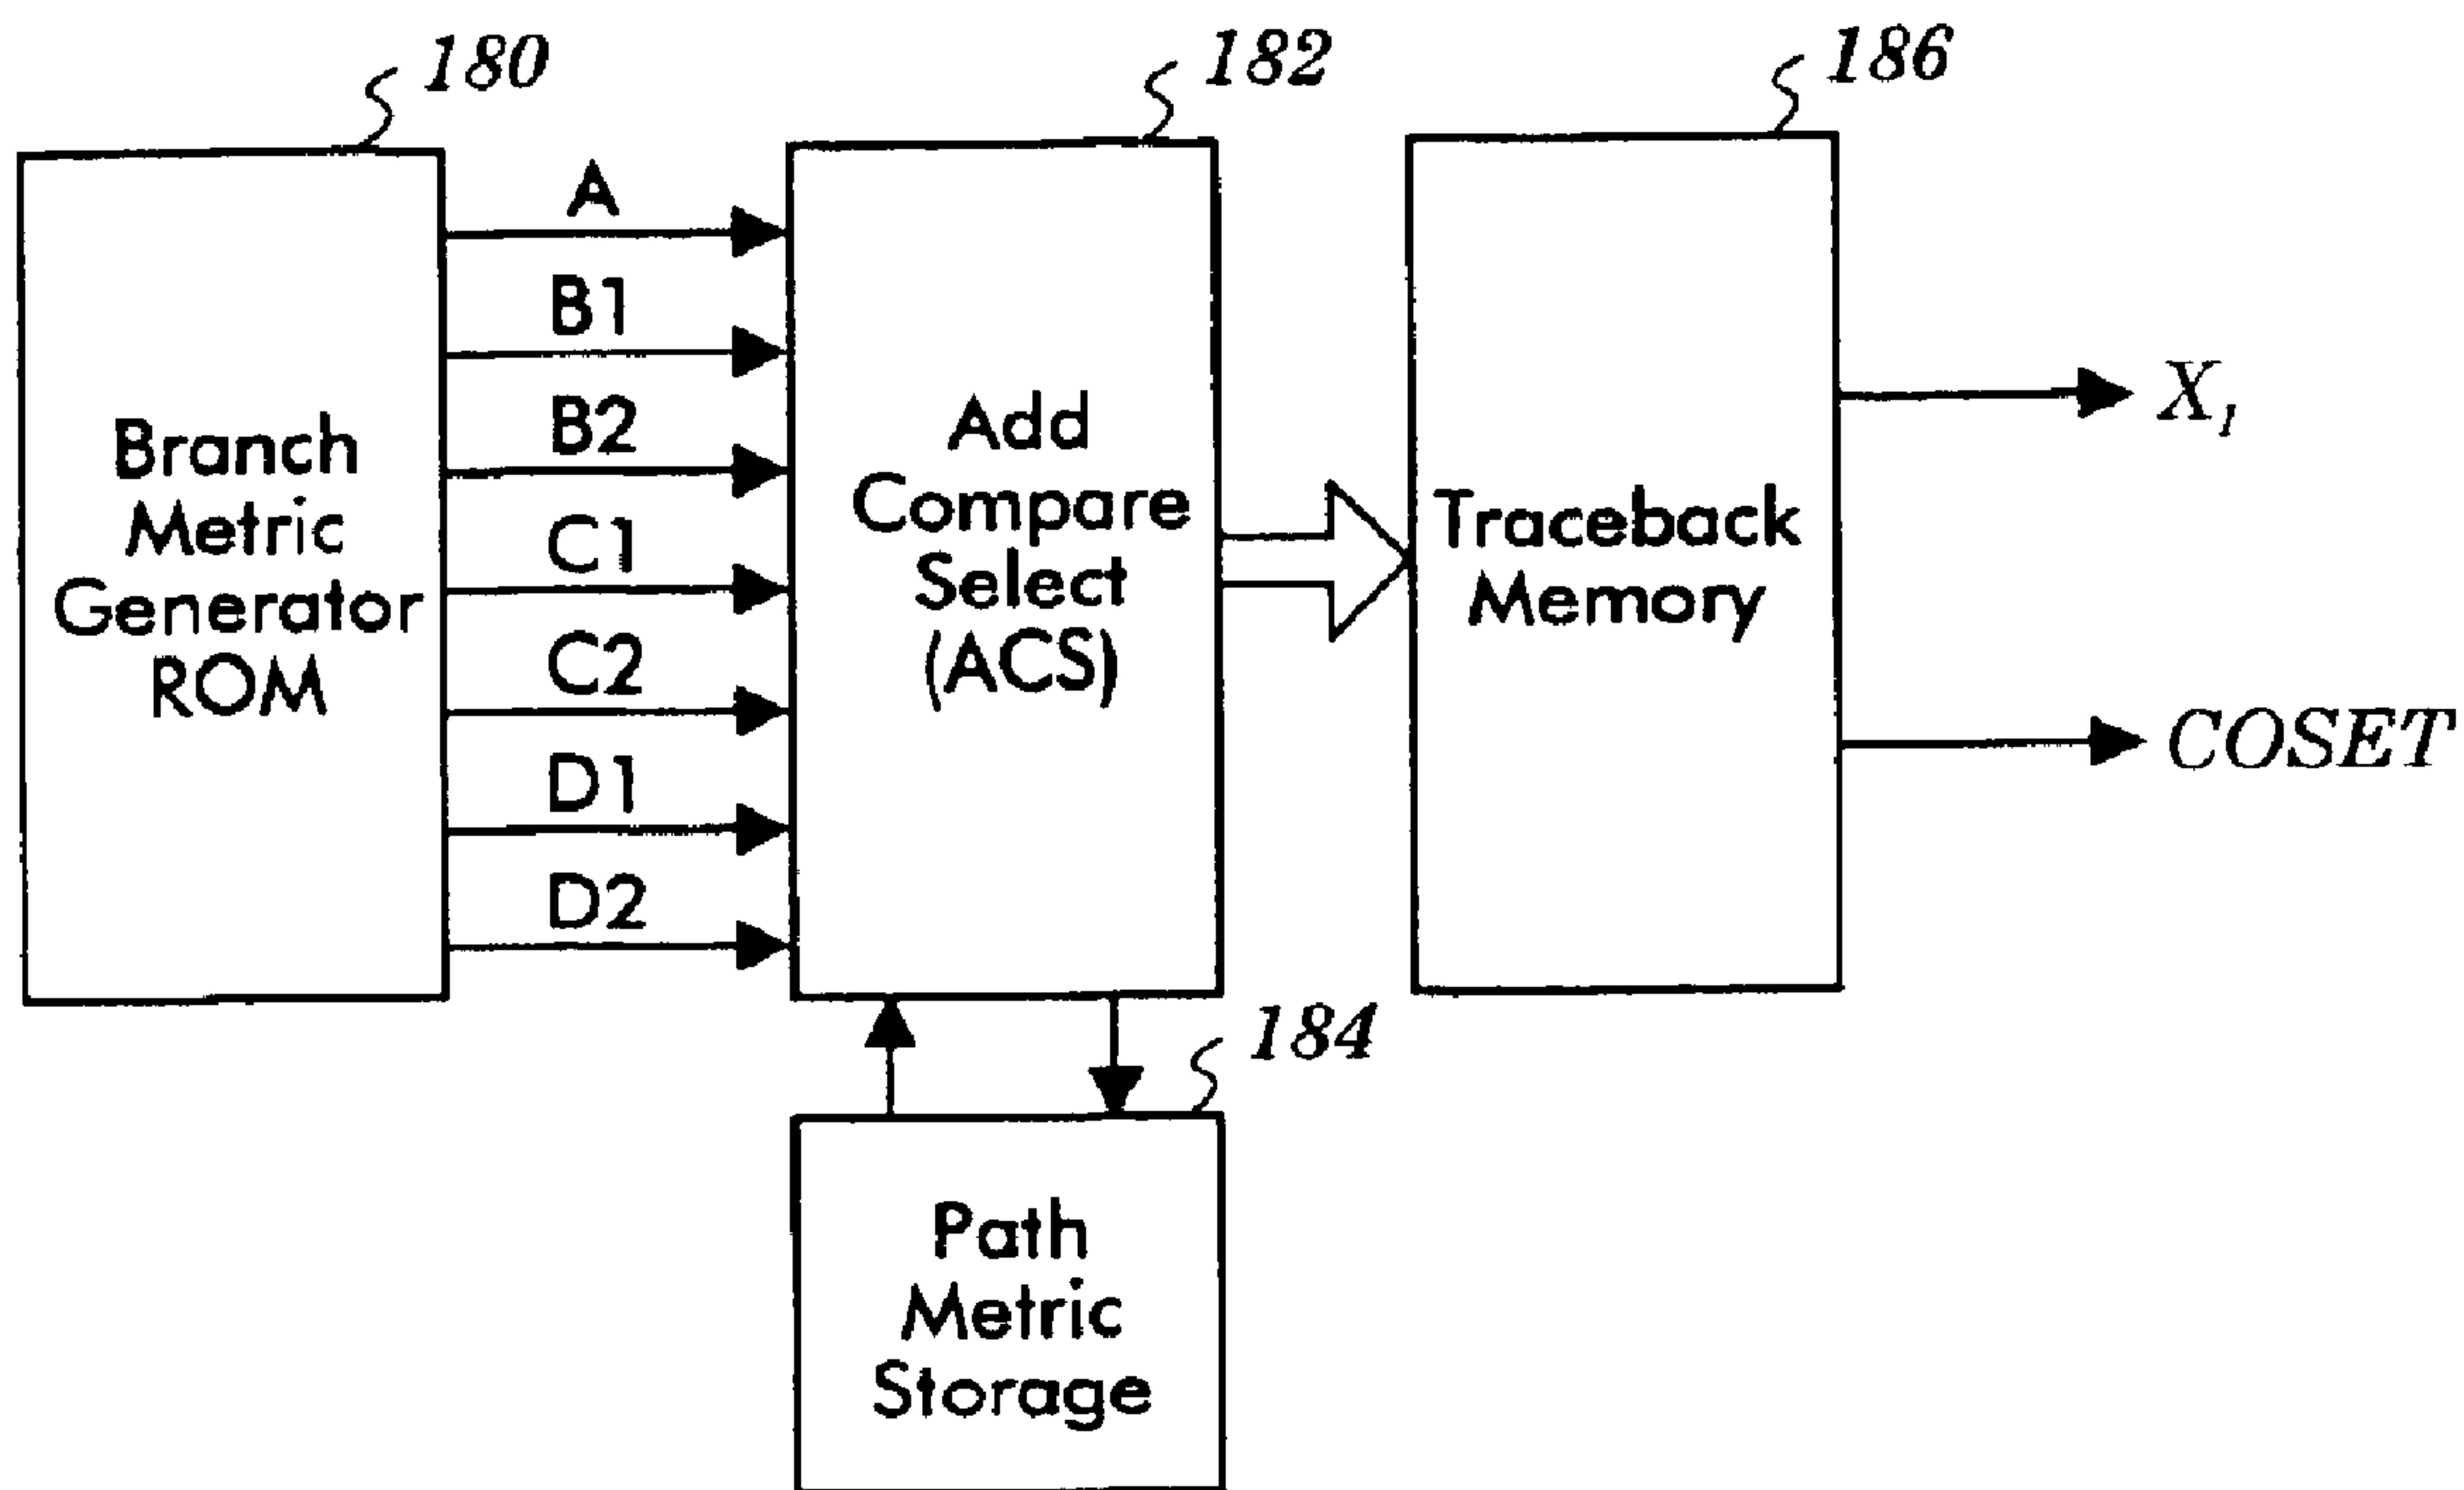 180
182
186
Branch
Metric
Generator
ROM
A
B1
B2
C1
C2
D1
D2
Add
Compare
Select
(ACS)
Traceback
Memory
X₁
COSET
184
Path
Metric
Storage